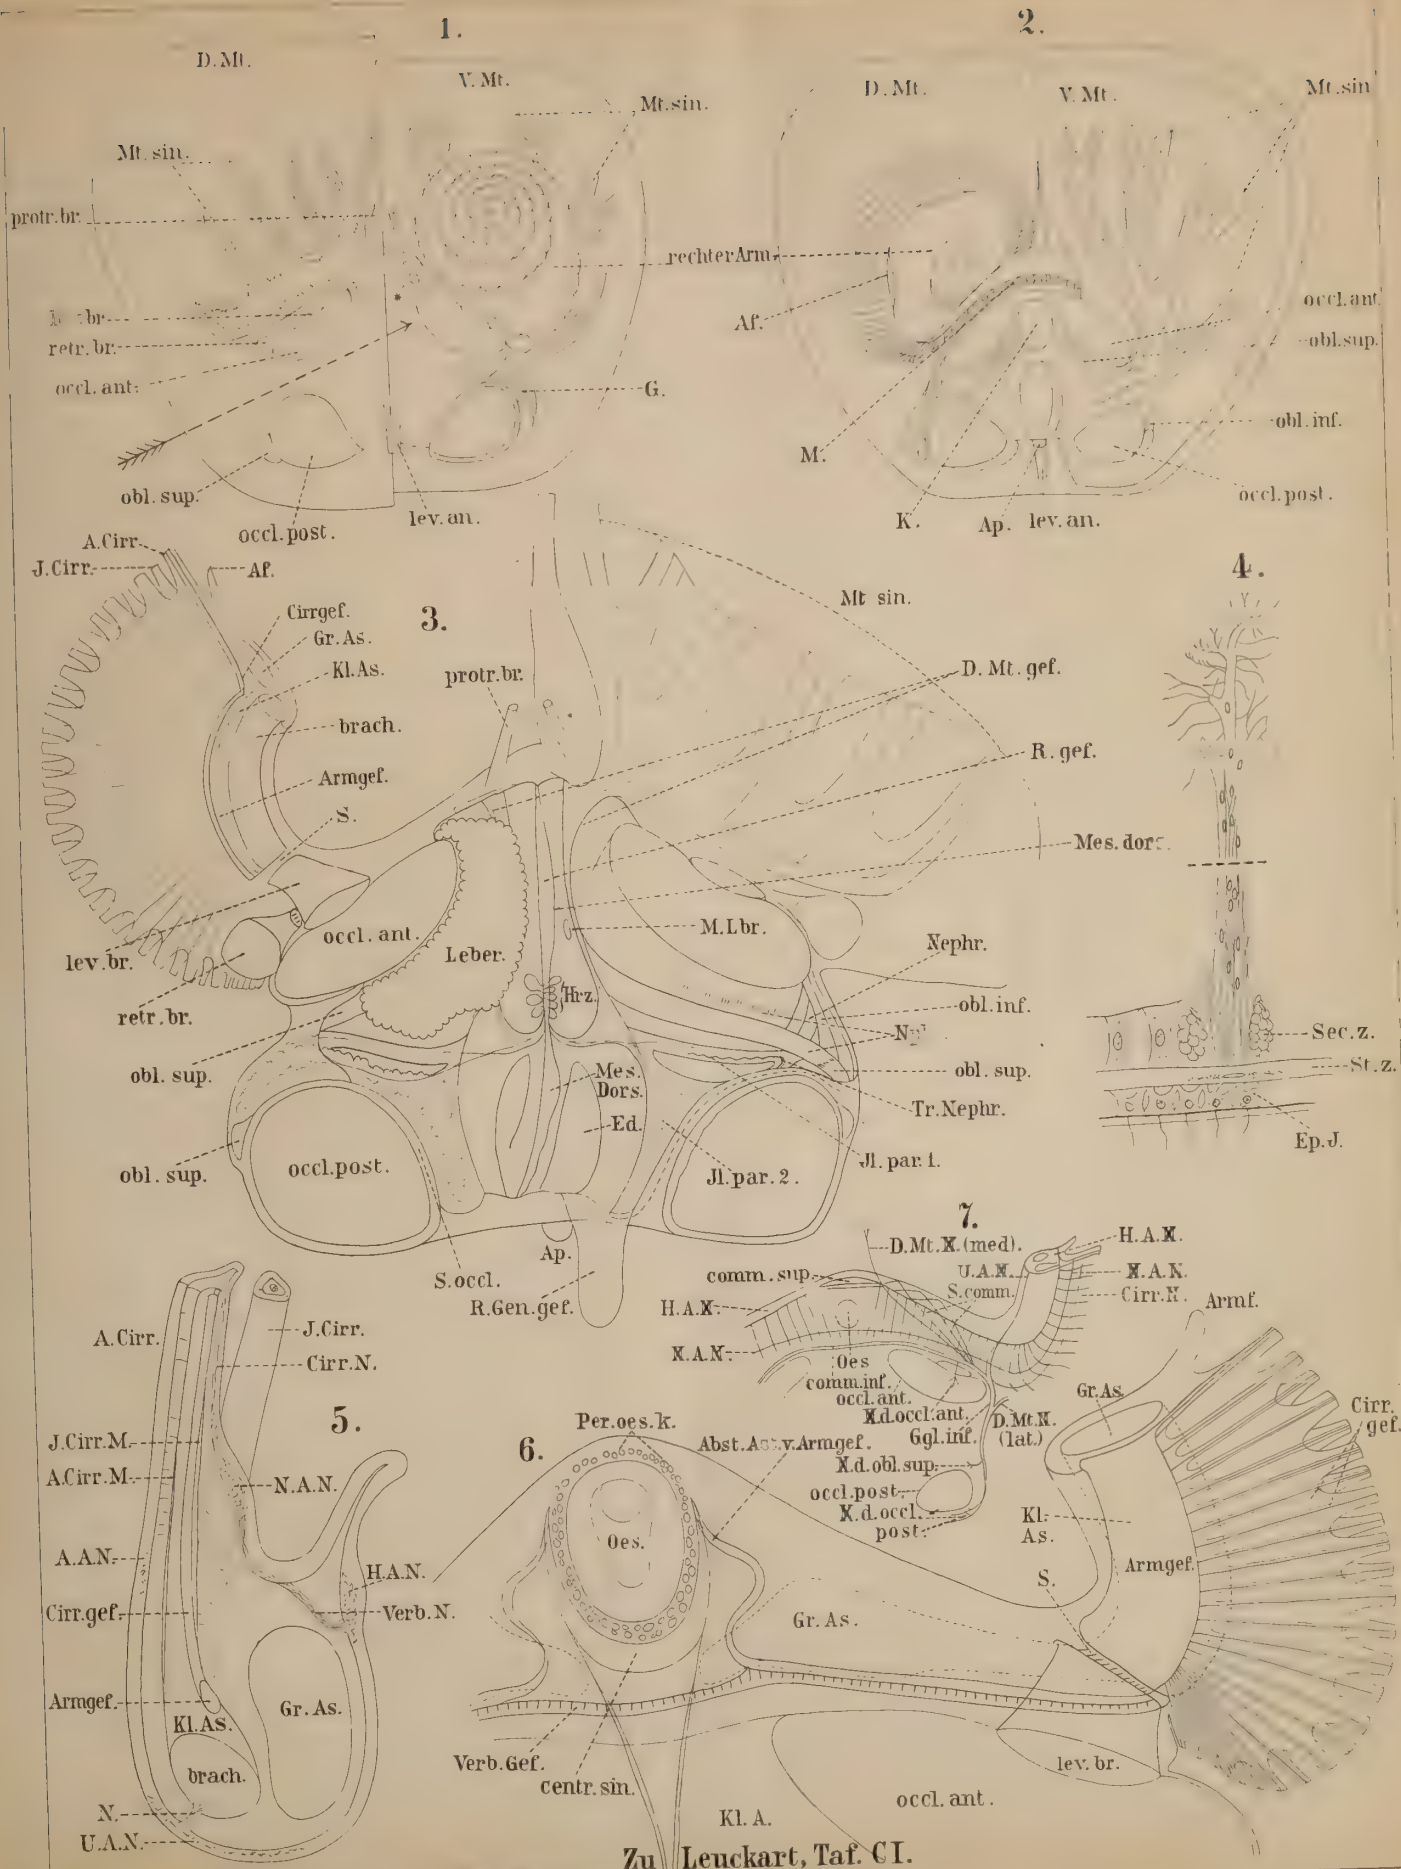 1.
D.Mt.
V.Mt.
Mt.sin.
Mt.sin.
protr.br.
retr.br.
occl.ant.
obl.sup.
occl.post.
lev.an.
G.
rechter Arm.
2.
D.Mt.
V.Mt.
Mt.sin
Af.
occl.ant.
obl.sup.
obl.inf.
occl.post.
M.
K.
Ap.
lev.an.
3.
A.Cirr.
J.Cirr.
Af.
Cirrgef.
Gr.As.
Kl.As.
brach.
Armgef.
S.
protr.br.
Mt sin.
D.Mt.gef.
R.gef.
M.Lbr.
occl.ant.
Leber.
Hrz.
lev.br.
retr.br.
obl.sup.
obl.sup.
occl.post.
Nephr.
obl.inf.
obl.sup.
Tr.Nephr.
Mes.
Dors.
Ed.
Jl.par.1.
Jl.par.2.
Ap.
S.occl.
R.Gen.gef.
4.
Sec.z.
St.z.
Ep.J.
5.
A.Cirr.
J.Cirr.
Cirr.N.
J.Cirr.M.
A.Cirr.M.
N.A.N.
A.A.N.
H.A.N.
Cirr.gef.
Verb.N.
Armgef.
Kl.As.
Gr.As.
brach.
N.
U.A.N.
7.
D.Mt.N.(med).
H.A.N.
comm.sup.
U.A.N.
N.A.N.
S.comm.
Cirr.N.
H.A.N.
N.A.N.
Oes
comm.inf.
occl.ant.
N.d.occl.ant.
Ggl.inf.
D.Mt.N.
(lat.)
N.d.obl.sup.
occl.post.
N.d.occl.
post.
6.
Per.oes.k.
Armf.
Gr.As.
Cirr.
gef.
Oes.
Kl.
As.
Armgef.
S.
Gr.As.
Verb.Gef.
centr.sin.
lev.br.
occl.ant.
Kl.A.
Zu Leuckart, Taf. CI.